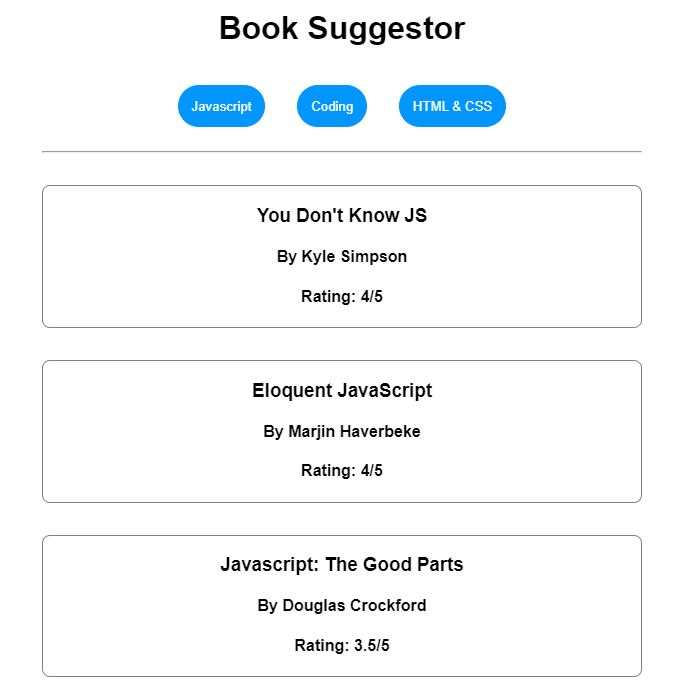 Book Suggestor
Javascript Coding HTML & CSS
You Don't Know JS
By Kyle Simpson
Rating: 4/5
Eloquent JavaScript
By Marjin Haverbeke
Rating: 4/5
Javascript: The Good Parts
By Douglas Crockford
Rating: 3.5/5